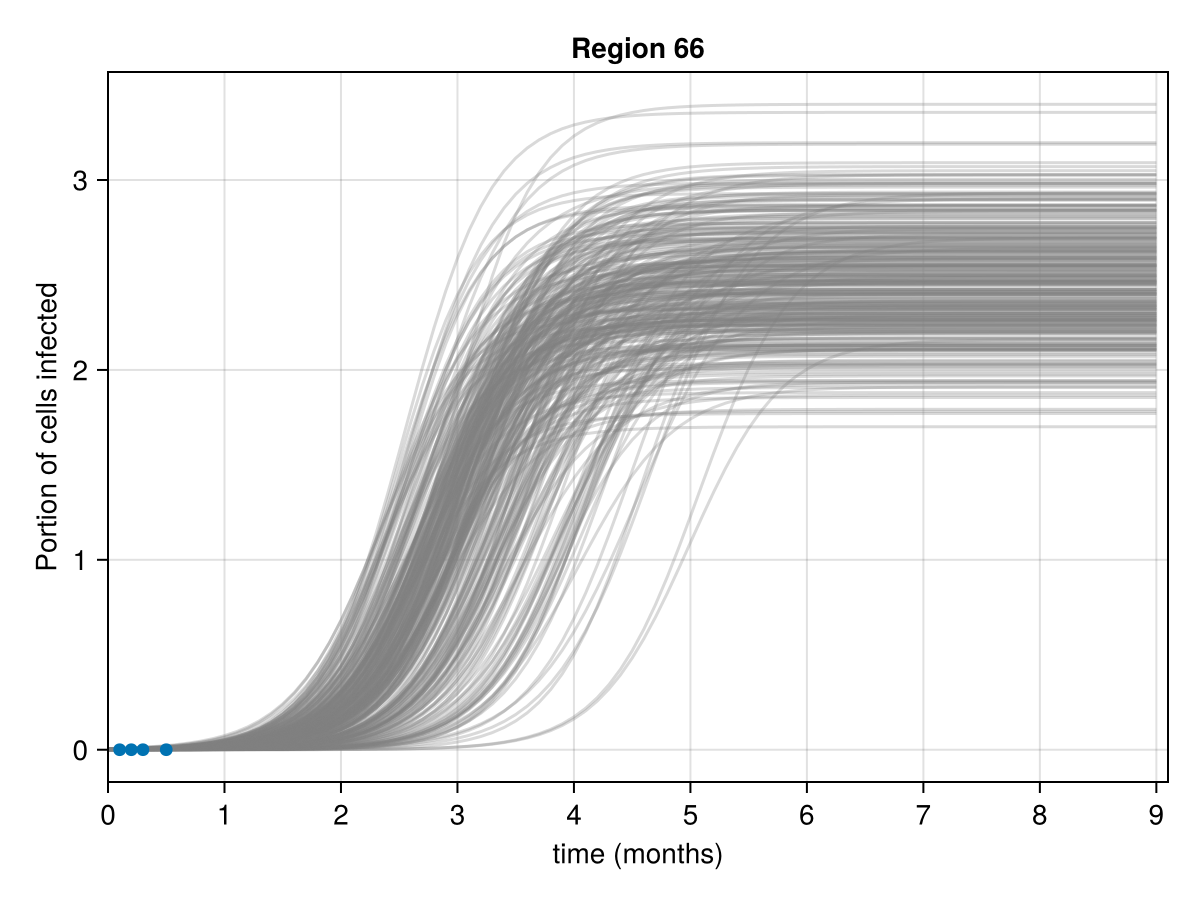 Region 66
Portion of cells infected
3
2
1
0
0 1 2 3 4 5 6 7 8 9
time (months)